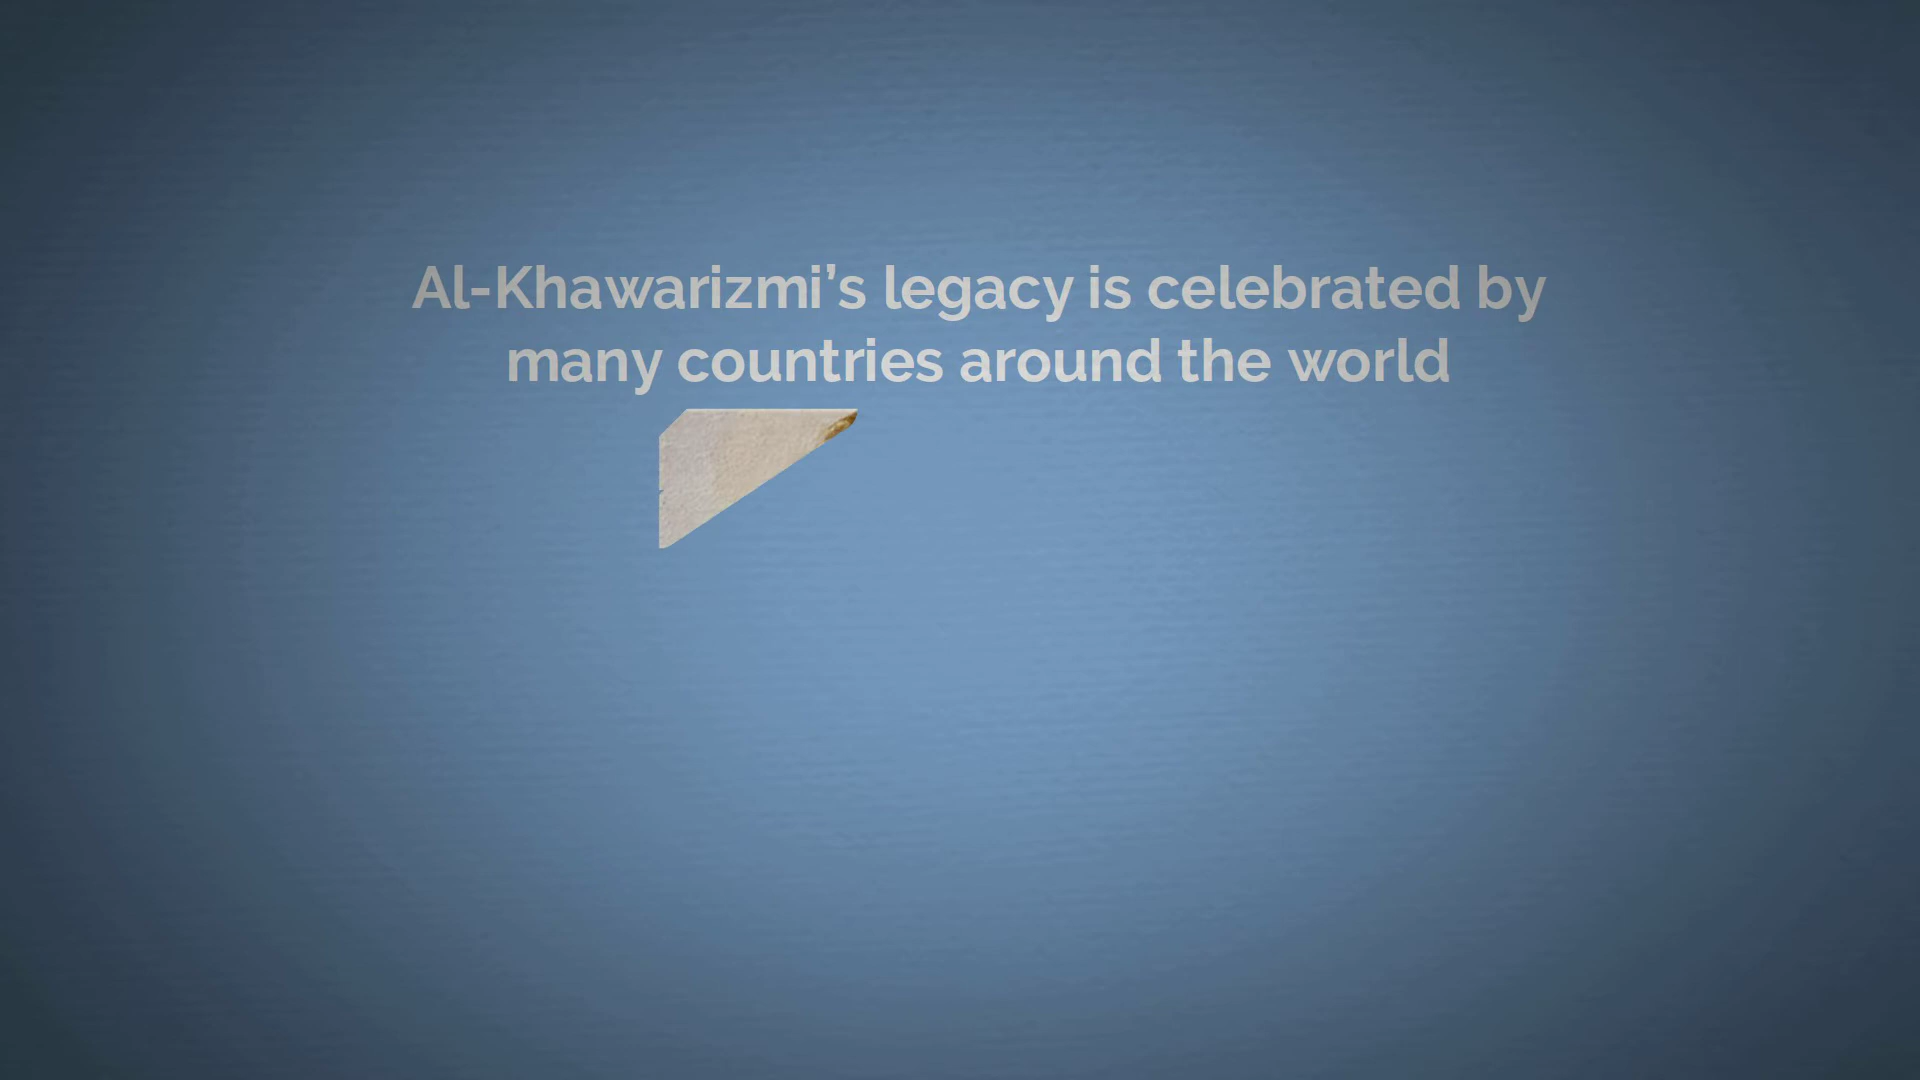 Al-Khawarizmi’s legacy is celebrated by
many countries around the world